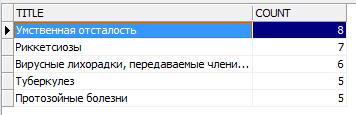 TITLE COUNT
Умственная отсталость 8
Риккетсиозы 7
Вирусные лихорадки, передаваемые члени... 6
Туберкулез 5
Протозойные болезни 5